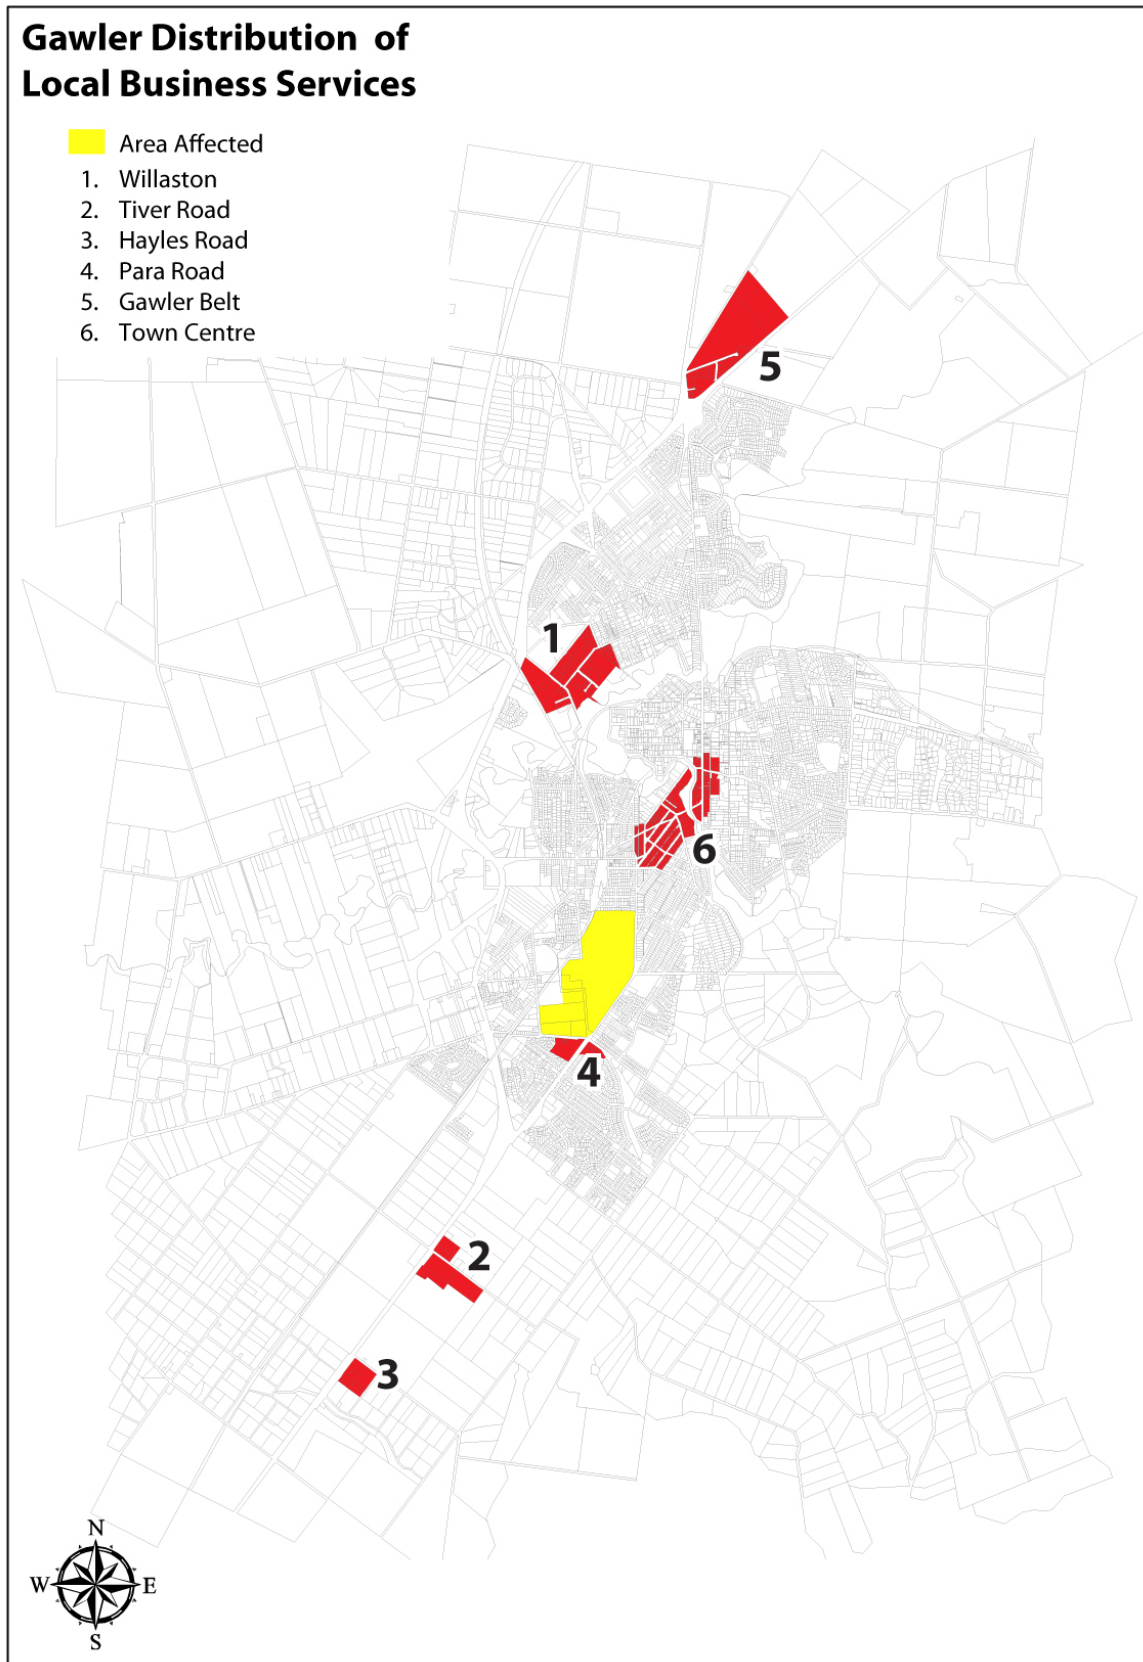 Gawler Distribution of
Local Business Services
Area Affected
1. Willaston
2. Tiver Road
3. Hayles Road
4. Para Road
5. Gawler Belt
6. Town Centre
5
1
6
4
2
3
N
W E
S